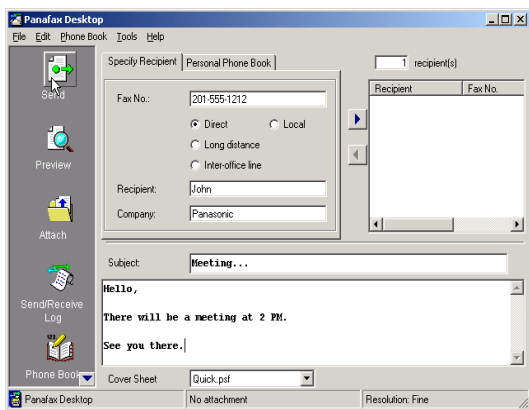 Panafax Desktop
File Edit Phone Book Tools Help
Send
Preview
Attach
Send/Receive
Log
Phone Book
Specify Recipient Personal Phone Book
Fax No.: 201-555-1212
Direct Local
Long distance
Inter-office line
Recipient: John
Company: Panasonic
1 recipient(s)
Recipient Fax No.
Subject: Meeting...
Hello,
There will be a meeting at 2 PM.
See you there.
Cover Sheet Quick.psf
Panafax Desktop No attachment Resolution: Fine